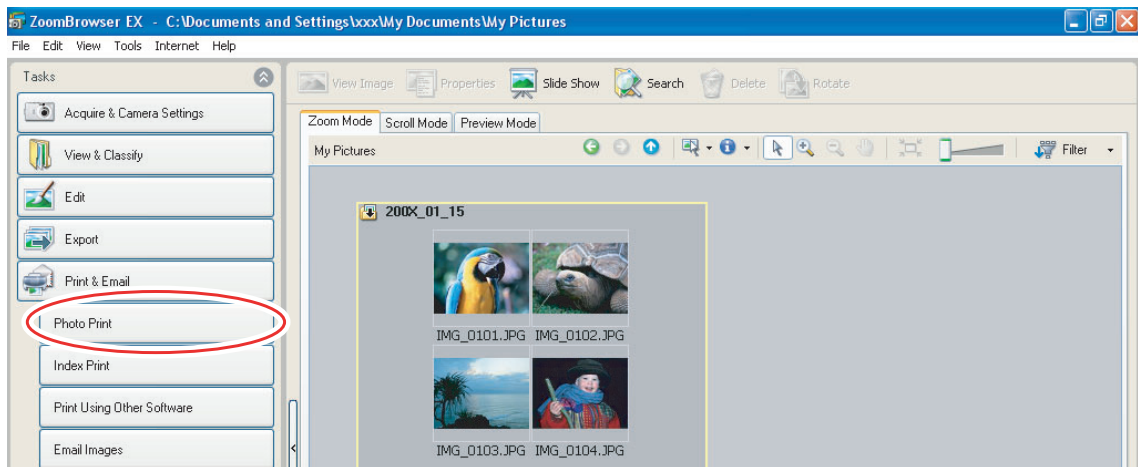 ZoomBrowser EX - C:\Documents and Settings\xxx\My Documents\My Pictures
File Edit View Tools Internet Help
Tasks
Acquire & Camera Settings
View & Classify
Edit
Export
Print & Email
Photo Print
Index Print
Print Using Other Software
Email Images
View Image Properties Slide Show Search Delete Rotate
Zoom Mode Scroll Mode Preview Mode
My Pictures Filter
200X_01_15
IMG_0101.JPG IMG_0102.JPG
IMG_0103.JPG IMG_0104.JPG